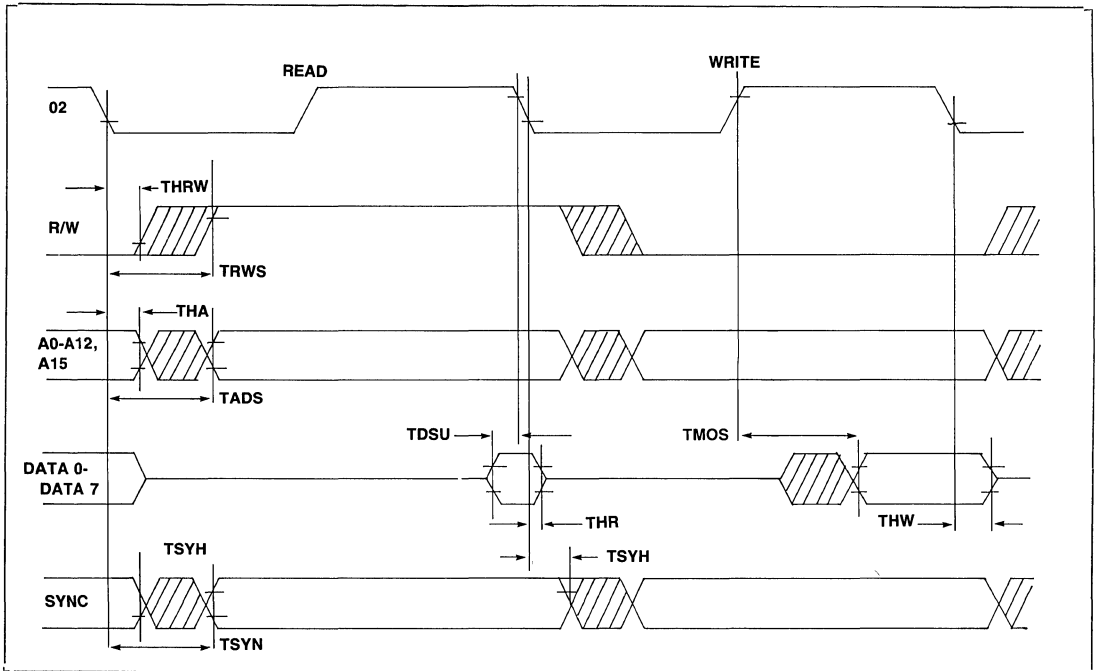 READ
WRITE
02
THRW
R/W
TRWS
THA
A0-A12,
A15
TADS
TDSU
TMOS
DATA 0-
DATA 7
THR
THW
TSYH
TSYH
SYNC
TSYN